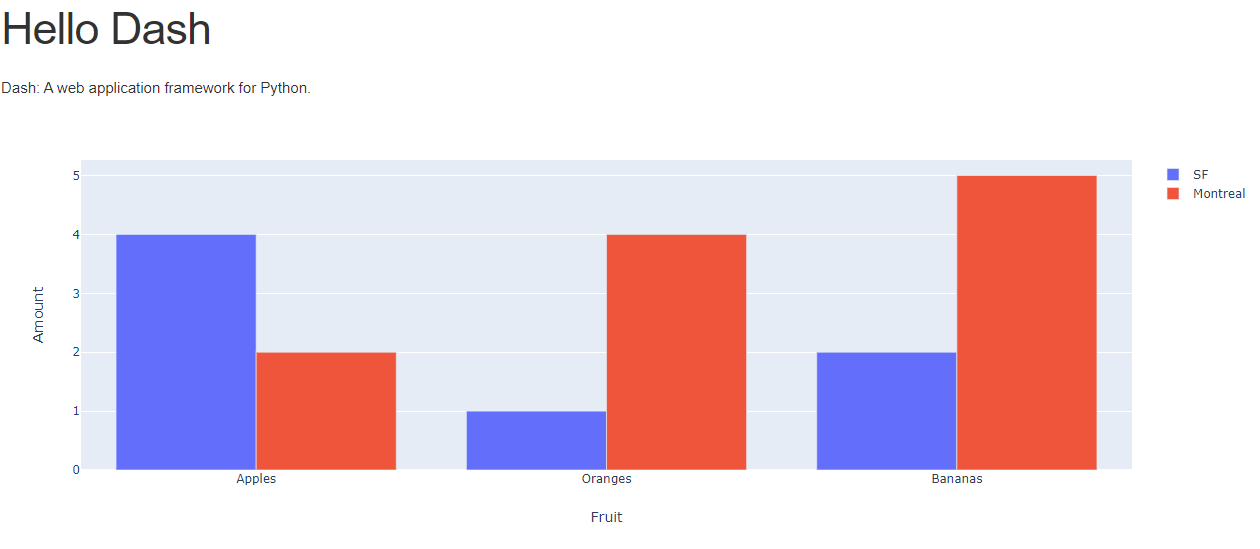 Hello Dash
Dash: A web application framework for Python.
SF
Montreal
5
4
3
2
1
0
Amount
Apples Oranges Bananas
Fruit